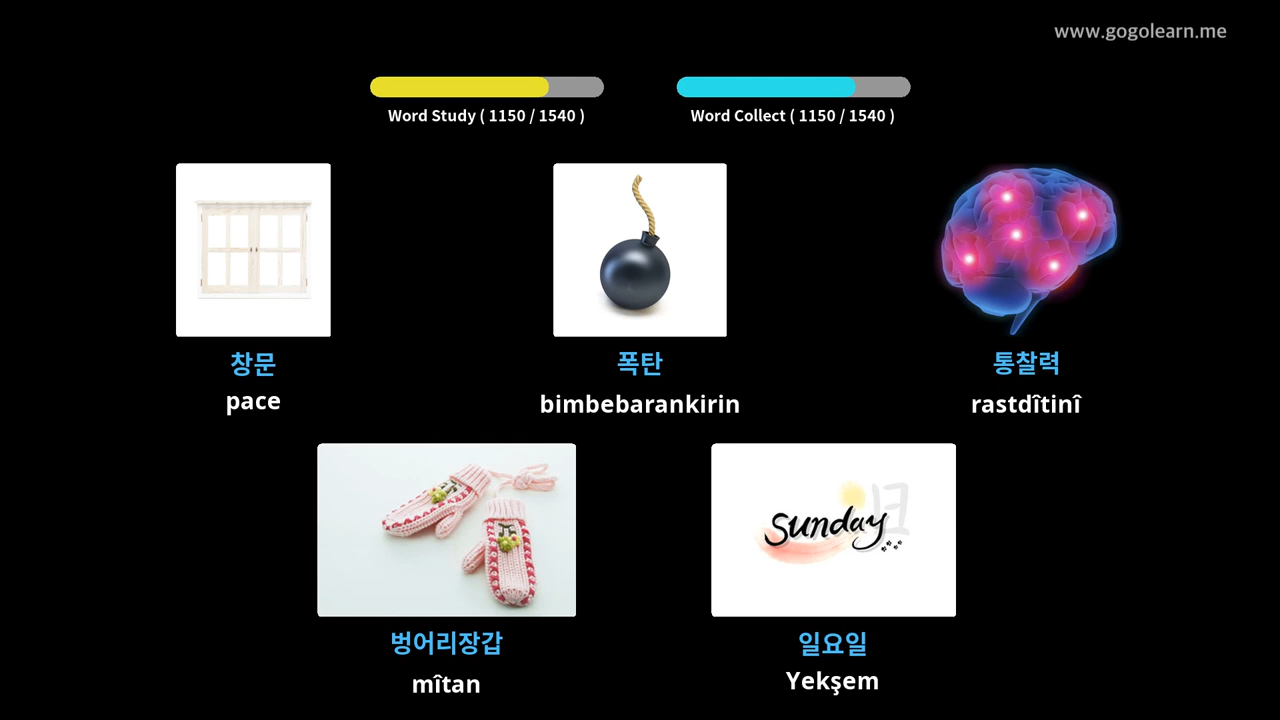 www.gogolearn.me
Word Study ( 1150 / 1540 )
Word Collect ( 1150 / 1540 )
창문
pace
폭탄
bimbebarankirin
통찰력
rastdîtinî
벙어리장갑
mîtan
Sunday
일
일요일
Yekşem